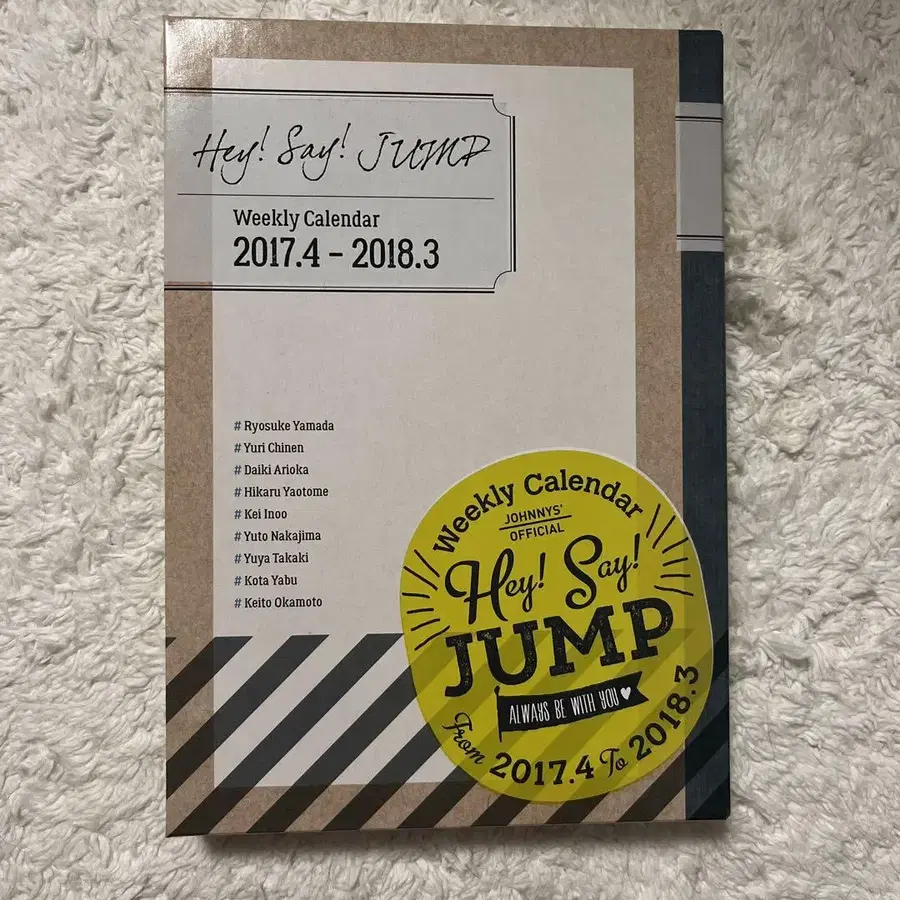 Hey! Say! JUMP
Weekly Calendar
2017.4 - 2018.3
# Ryosuke Yamada
# Yuri Chinen
# Daiki Arioka
# Hikaru Yaotome
# Kei Inoo
# Yuto Nakajima
# Yuya Takaki
# Kota Yabu
# Keito Okamoto
Weekly Calendar
JOHNNYS'
OFFICIAL
Hey! Say!
JUMP
ALWAYS BE WITH YOU♥
From 2017.4 To 2018.3